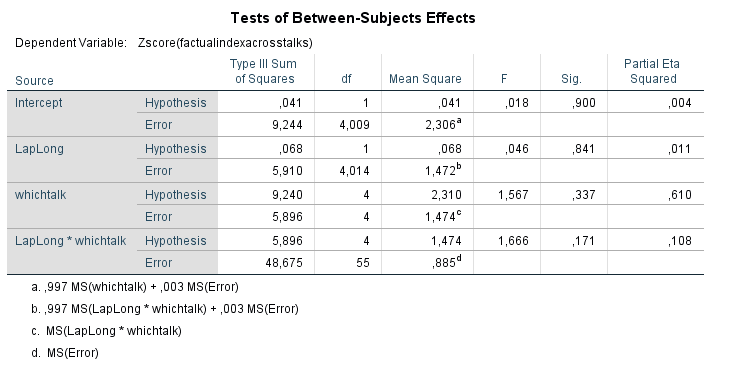 Tests of Between-Subjects Effects
Dependent Variable: Zscore(factualindexacrosstalks)
Source Type III Sum of Squares df Mean Square F Sig. Partial Eta Squared
Intercept Hypothesis ,041 1 ,041 ,018 ,900 ,004
Error 9,244 4,009 2,306a
LapLong Hypothesis ,068 1 ,068 ,046 ,841 ,011
Error 5,910 4,014 1,472b
whichtalk Hypothesis 9,240 4 2,310 1,567 ,337 ,610
Error 5,896 4 1,474c
LapLong * whichtalk Hypothesis 5,896 4 1,474 1,666 ,171 ,108
Error 48,675 55 ,885d
a. ,997 MS(whichtalk) + ,003 MS(Error)
b. ,997 MS(LapLong * whichtalk) + ,003 MS(Error)
c. MS(LapLong * whichtalk)
d. MS(Error)